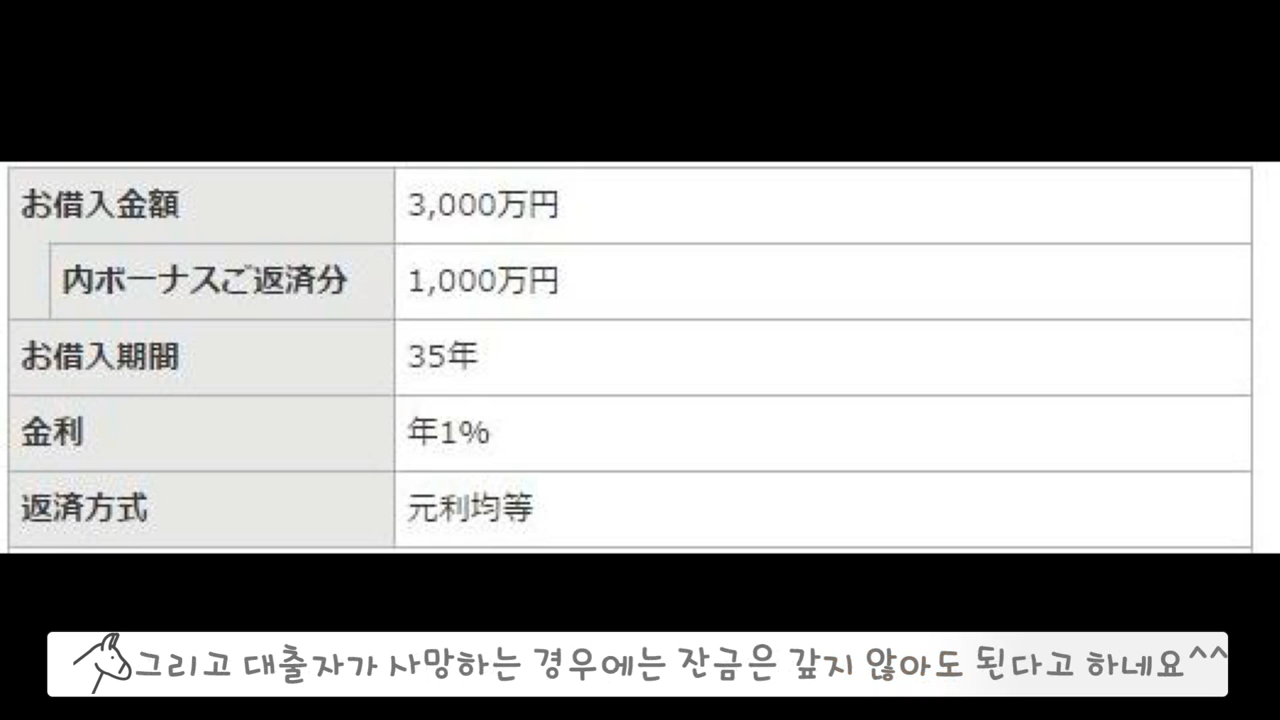 お借入金額 3,000万円
内ボーナスご返済分 1,000万円
お借入期間 35年
金利 年1%
返済方式 元利均等
그리고 대출자가 사망하는 경우에는 잔금은 갚지 않아도 된다고 하네요^^